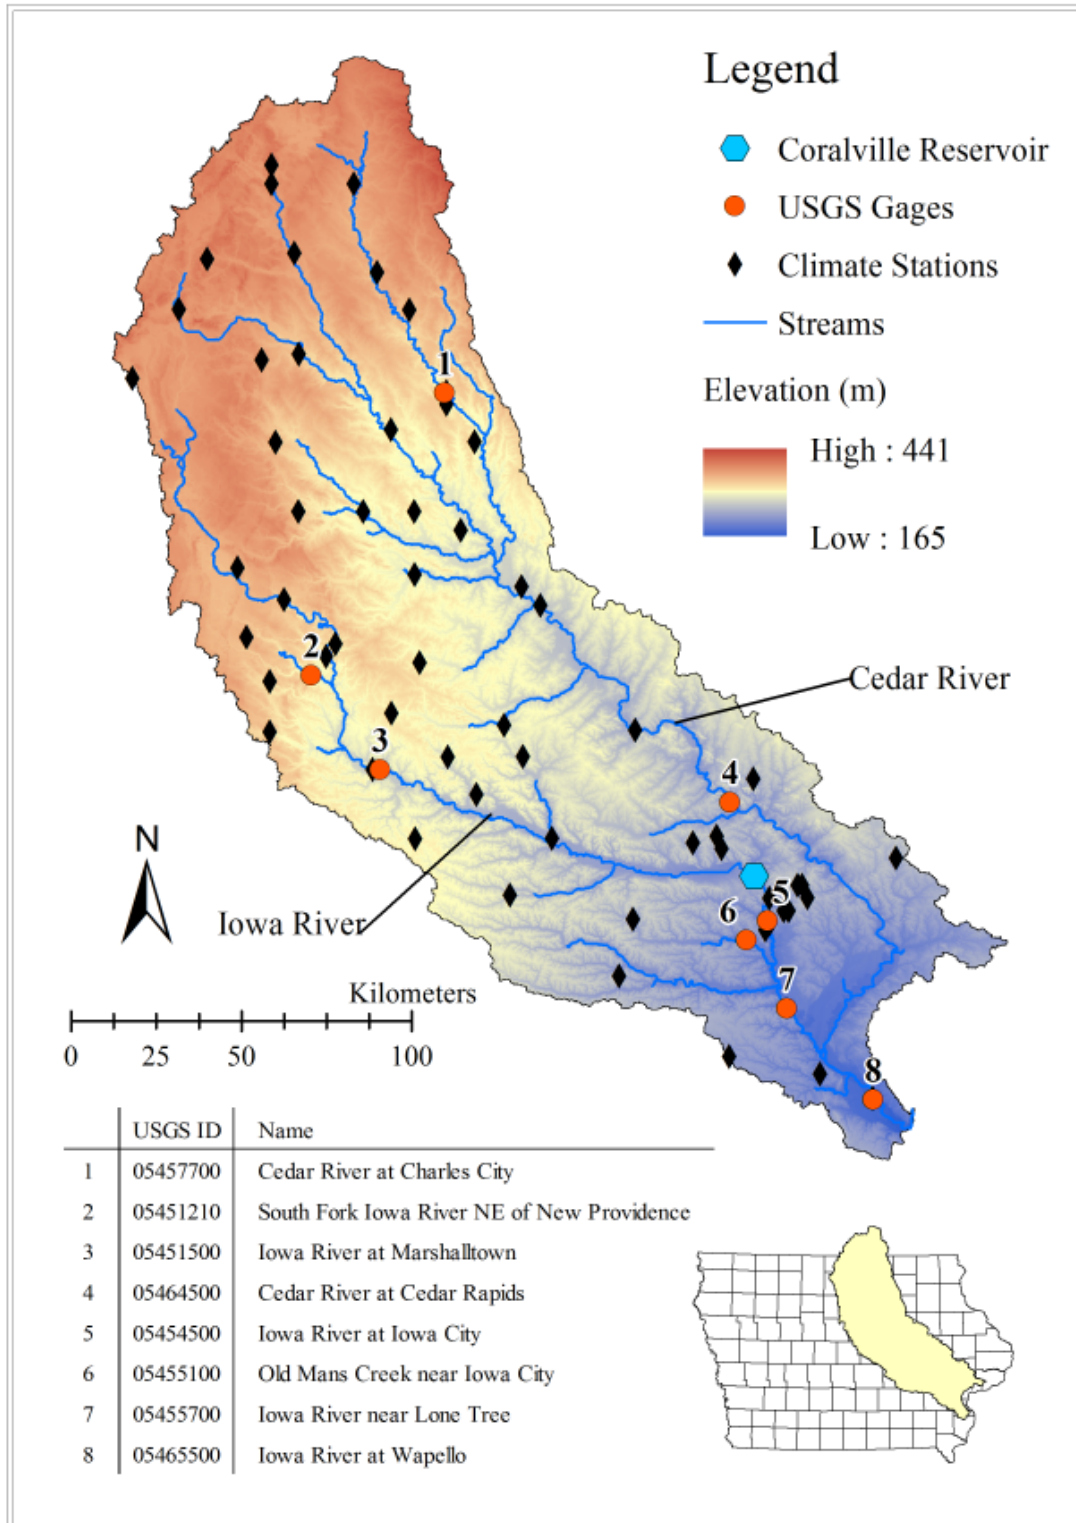 Legend
Coralville Reservoir
USGS Gages
Climate Stations
Streams
Elevation (m)
High : 441
Low : 165
1
2
3
4
5
6
7
8
Cedar River
Iowa River
N
Kilometers
0 25 50 100
USGS ID Name
1 05457700 Cedar River at Charles City
2 05451210 South Fork Iowa River NE of New Providence
3 05451500 Iowa River at Marshalltown
4 05464500 Cedar River at Cedar Rapids
5 05454500 Iowa River at Iowa City
6 05455100 Old Mans Creek near Iowa City
7 05455700 Iowa River near Lone Tree
8 05465500 Iowa River at Wapello